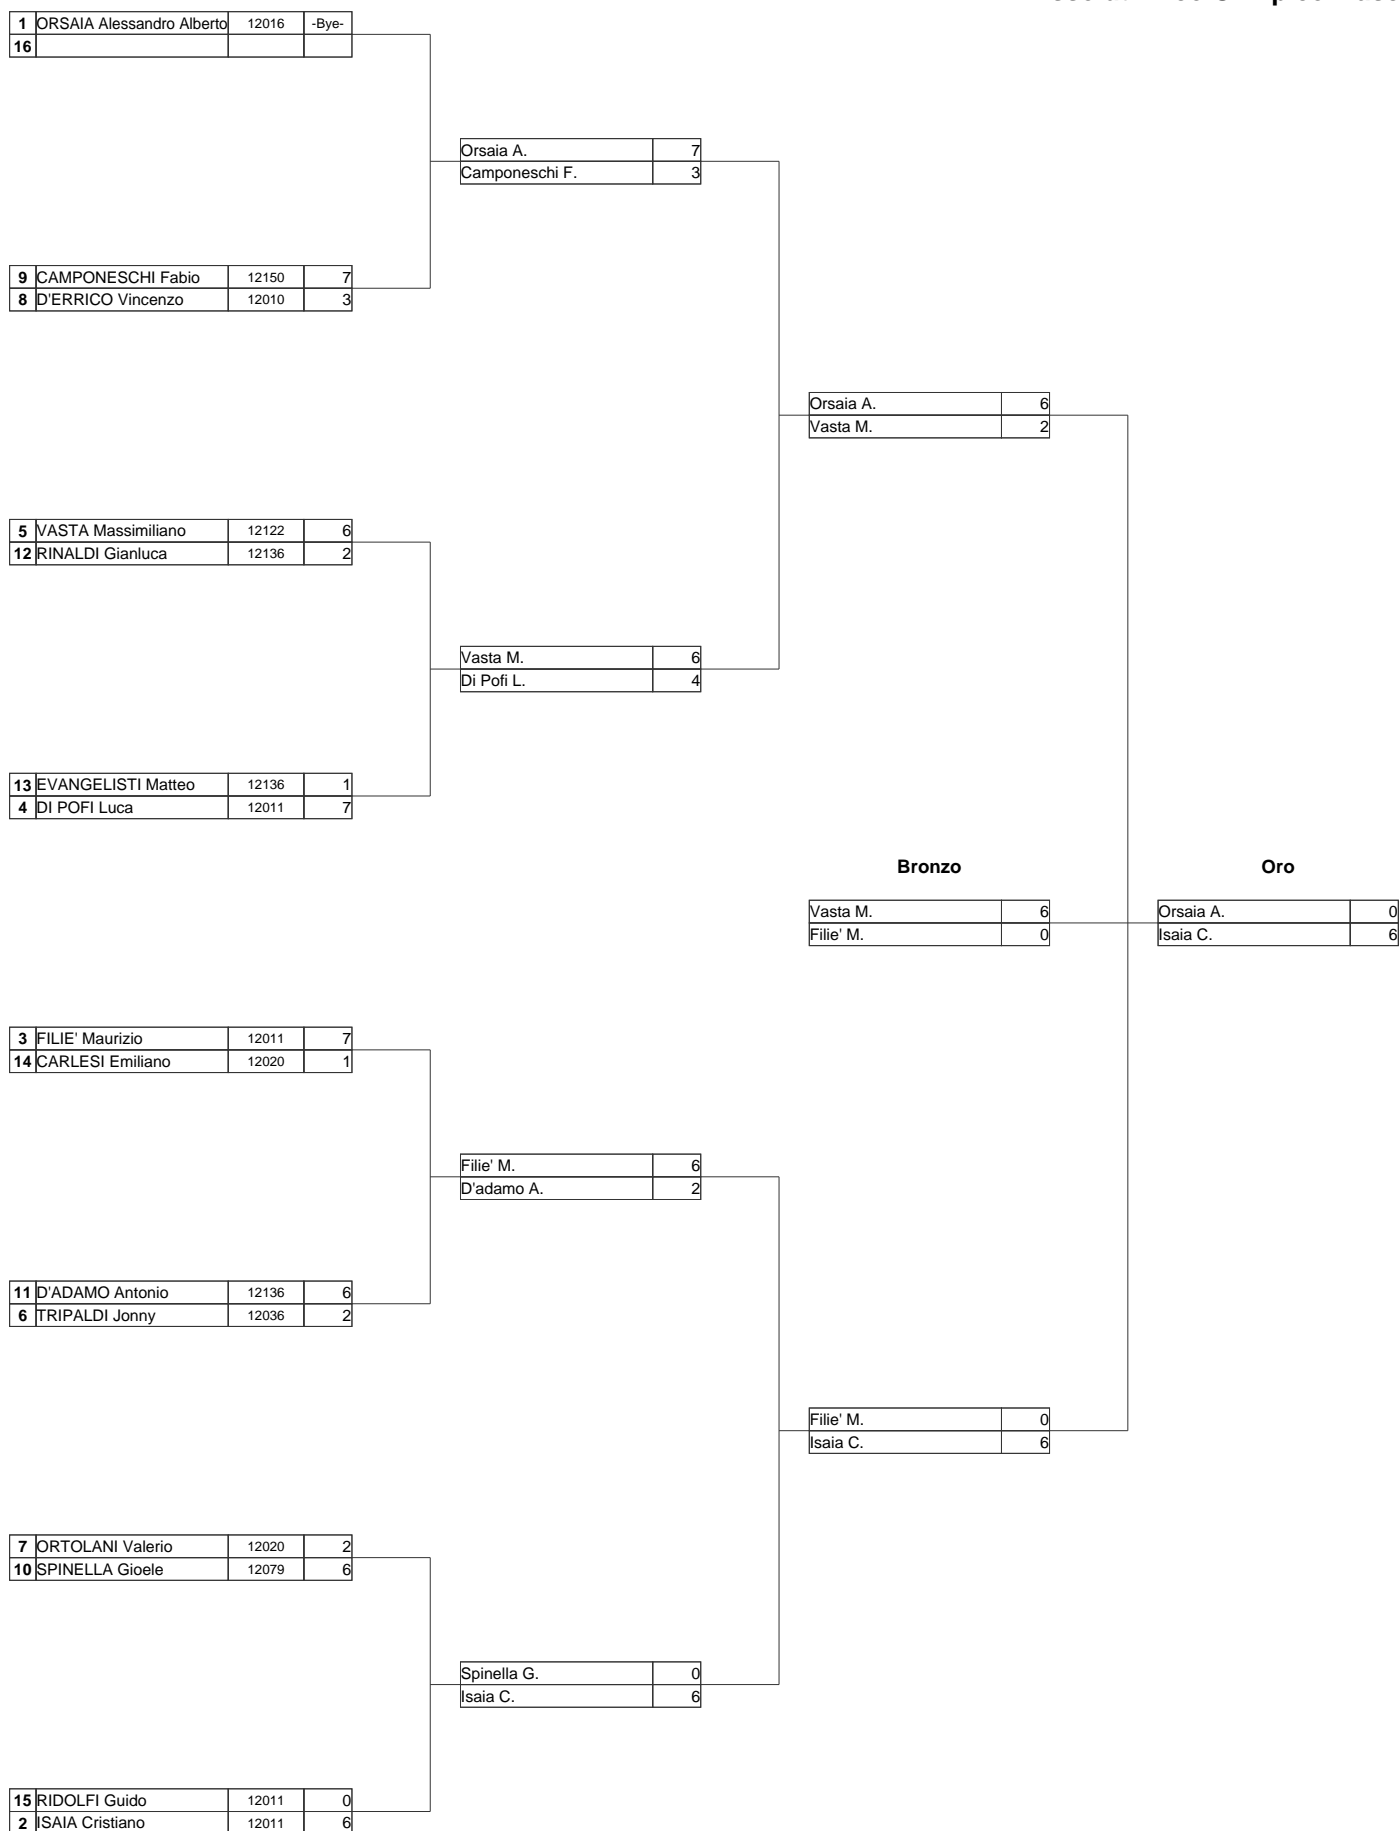 1 ORSAIA Alessandro Alberto 12016 -Bye-
16
Orsaia A. 7
Camponeschi F. 3
9 CAMPONESCHI Fabio 12150 7
8 D'ERRICO Vincenzo 12010 3
Orsaia A. 6
Vasta M. 2
5 VASTA Massimiliano 12122 6
12 RINALDI Gianluca 12136 2
Vasta M. 6
Di Pofi L. 4
13 EVANGELISTI Matteo 12136 1
4 DI POFI Luca 12011 7
Bronzo Oro
Vasta M. 6 Orsaia A. 0
Filie' M. 0 Isaia C. 6
3 FILIE' Maurizio 12011 7
14 CARLESI Emiliano 12020 1
Filie' M. 6
D'adamo A. 2
11 D'ADAMO Antonio 12136 6
6 TRIPALDI Jonny 12036 2
Filie' M. 0
Isaia C. 6
7 ORTOLANI Valerio 12020 2
10 SPINELLA Gioele 12079 6
Spinella G. 0
Isaia C. 6
15 RIDOLFI Guido 12011 0
2 ISAIA Cristiano 12011 6